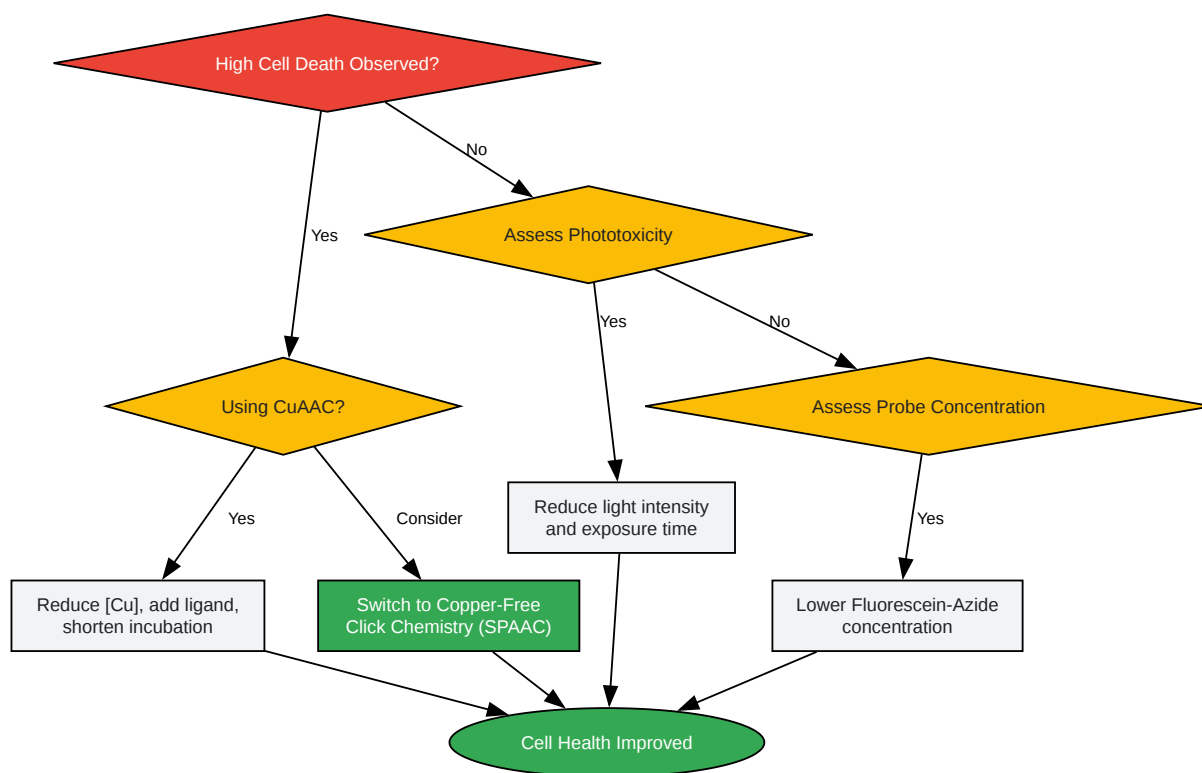 High Cell Death Observed?
No
Yes
Assess Phototoxicity
Yes
No
Using CuAAC?
Assess Probe Concentration
Yes
Consider
Reduce light intensity
and exposure time
Yes
Reduce [Cu], add ligand,
shorten incubation
Switch to Copper-Free
Click Chemistry (SPAAC)
Lower Fluorescein-Azide
concentration
Cell Health Improved